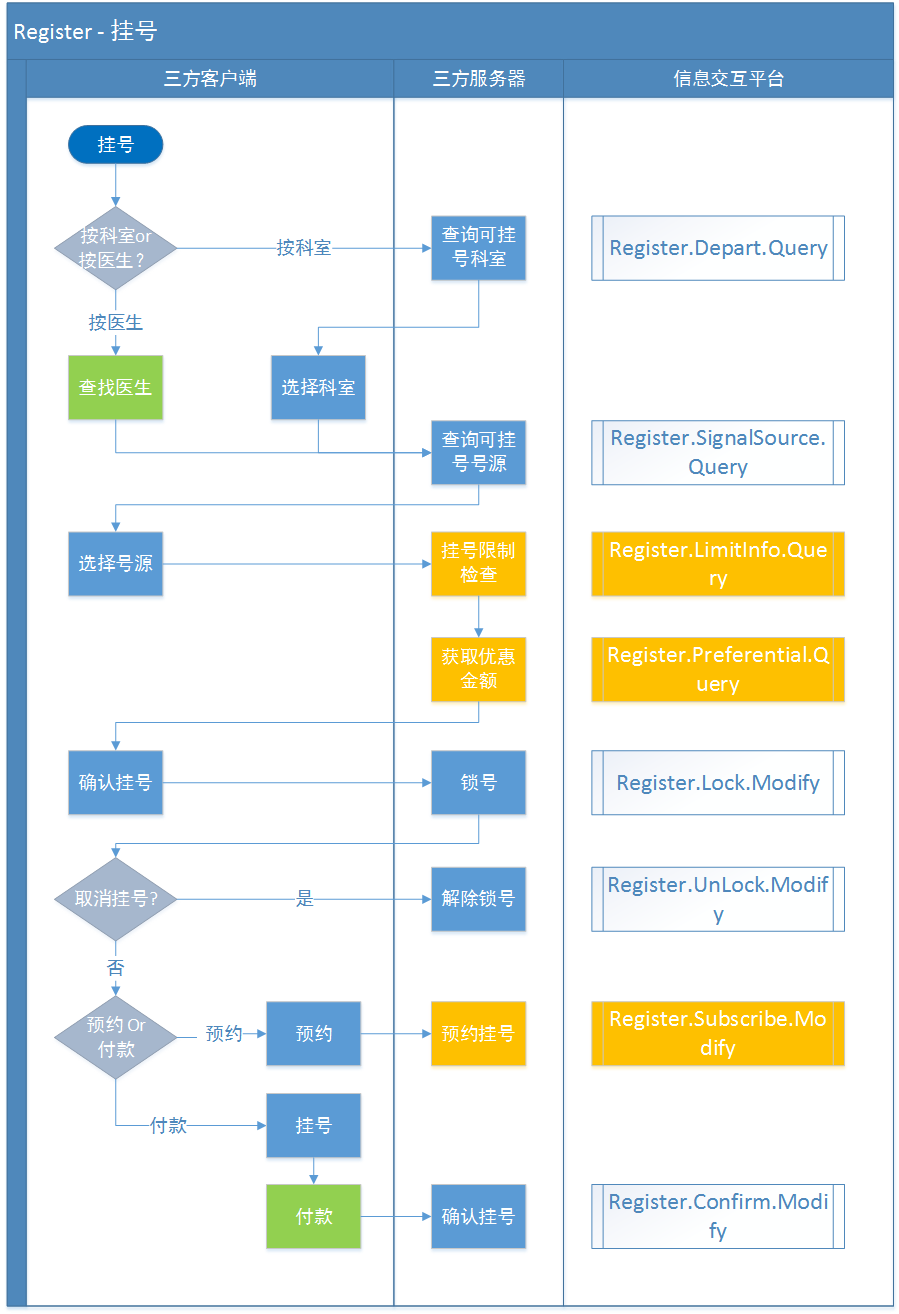 Register - 挂号
三方客户端
三方服务器
信息交互平台
挂号
按科室or
按医生？
按科室
查询可挂
号科室
Register.Depart.Query
按医生
查找医生
选择科室
查询可挂
号号源
Register.SignalSource.
Query
选择号源
挂号限制
检查
Register.LimitInfo.Que
ry
获取优惠
金额
Register.Preferential.Q
uery
确认挂号
锁号
Register.Lock.Modify
取消挂号?
是
解除锁号
Register.UnLock.Modif
y
否
预约 Or
付款
预约
预约
预约挂号
Register.Subscribe.Mo
dify
付款
挂号
付款
确认挂号
Register.Confirm.Modi
fy